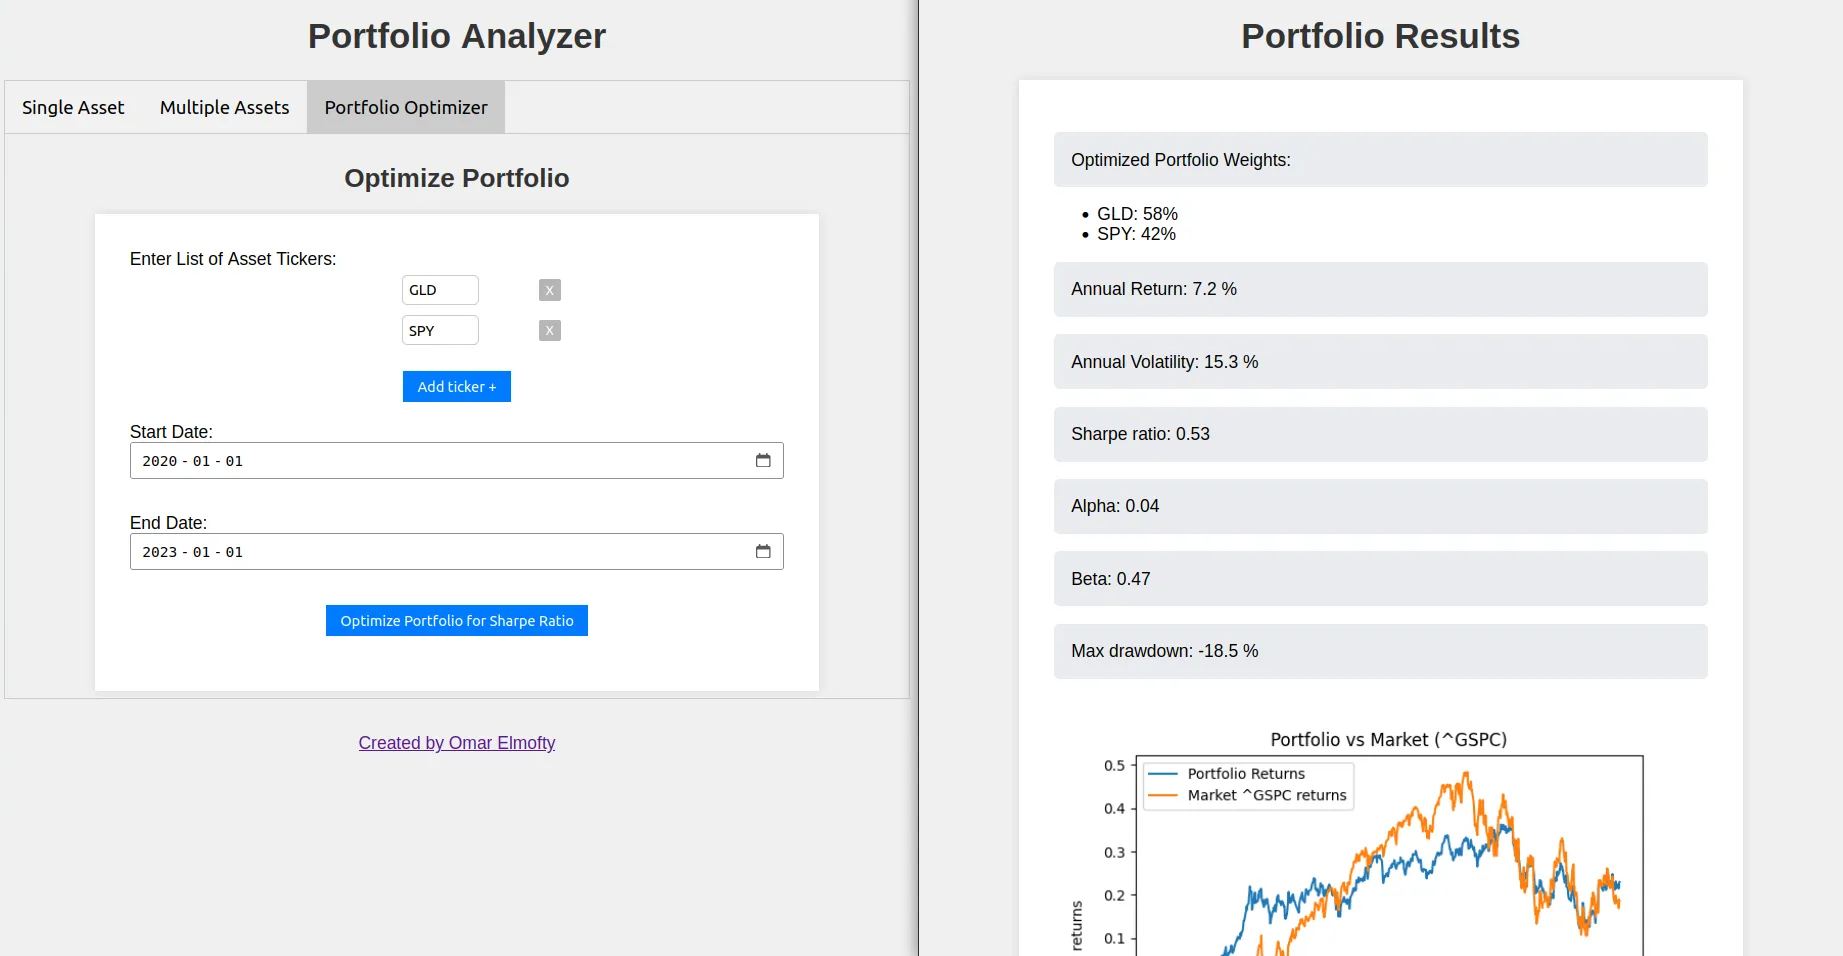 Portfolio Analyzer
Single Asset
Multiple Assets
Portfolio Optimizer
Optimize Portfolio
Enter List of Asset Tickers:
GLD
X
SPY
X
Add ticker +
Start Date:
2020 - 01 - 01
End Date:
2023 - 01 - 01
Optimize Portfolio for Sharpe Ratio
Created by Omar Elmofty
Portfolio Results
Optimized Portfolio Weights:
GLD: 58%
SPY: 42%
Annual Return: 7.2 %
Annual Volatility: 15.3 %
Sharpe ratio: 0.53
Alpha: 0.04
Beta: 0.47
Max drawdown: -18.5 %
Portfolio vs Market (^GSPC)
Portfolio Returns
Market ^GSPC returns
0.5
0.4
0.3
0.2
0.1
returns